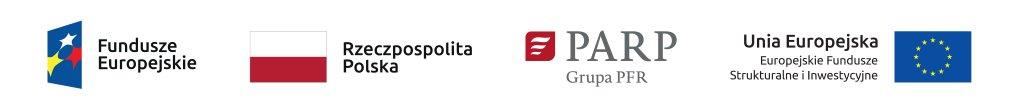 Fundusze
Europejskie
Rzeczpospolita
Polska
PARP
Grupa PFR
Unia Europejska
Europejskie Fundusze
Strukturalne i Inwestycyjne